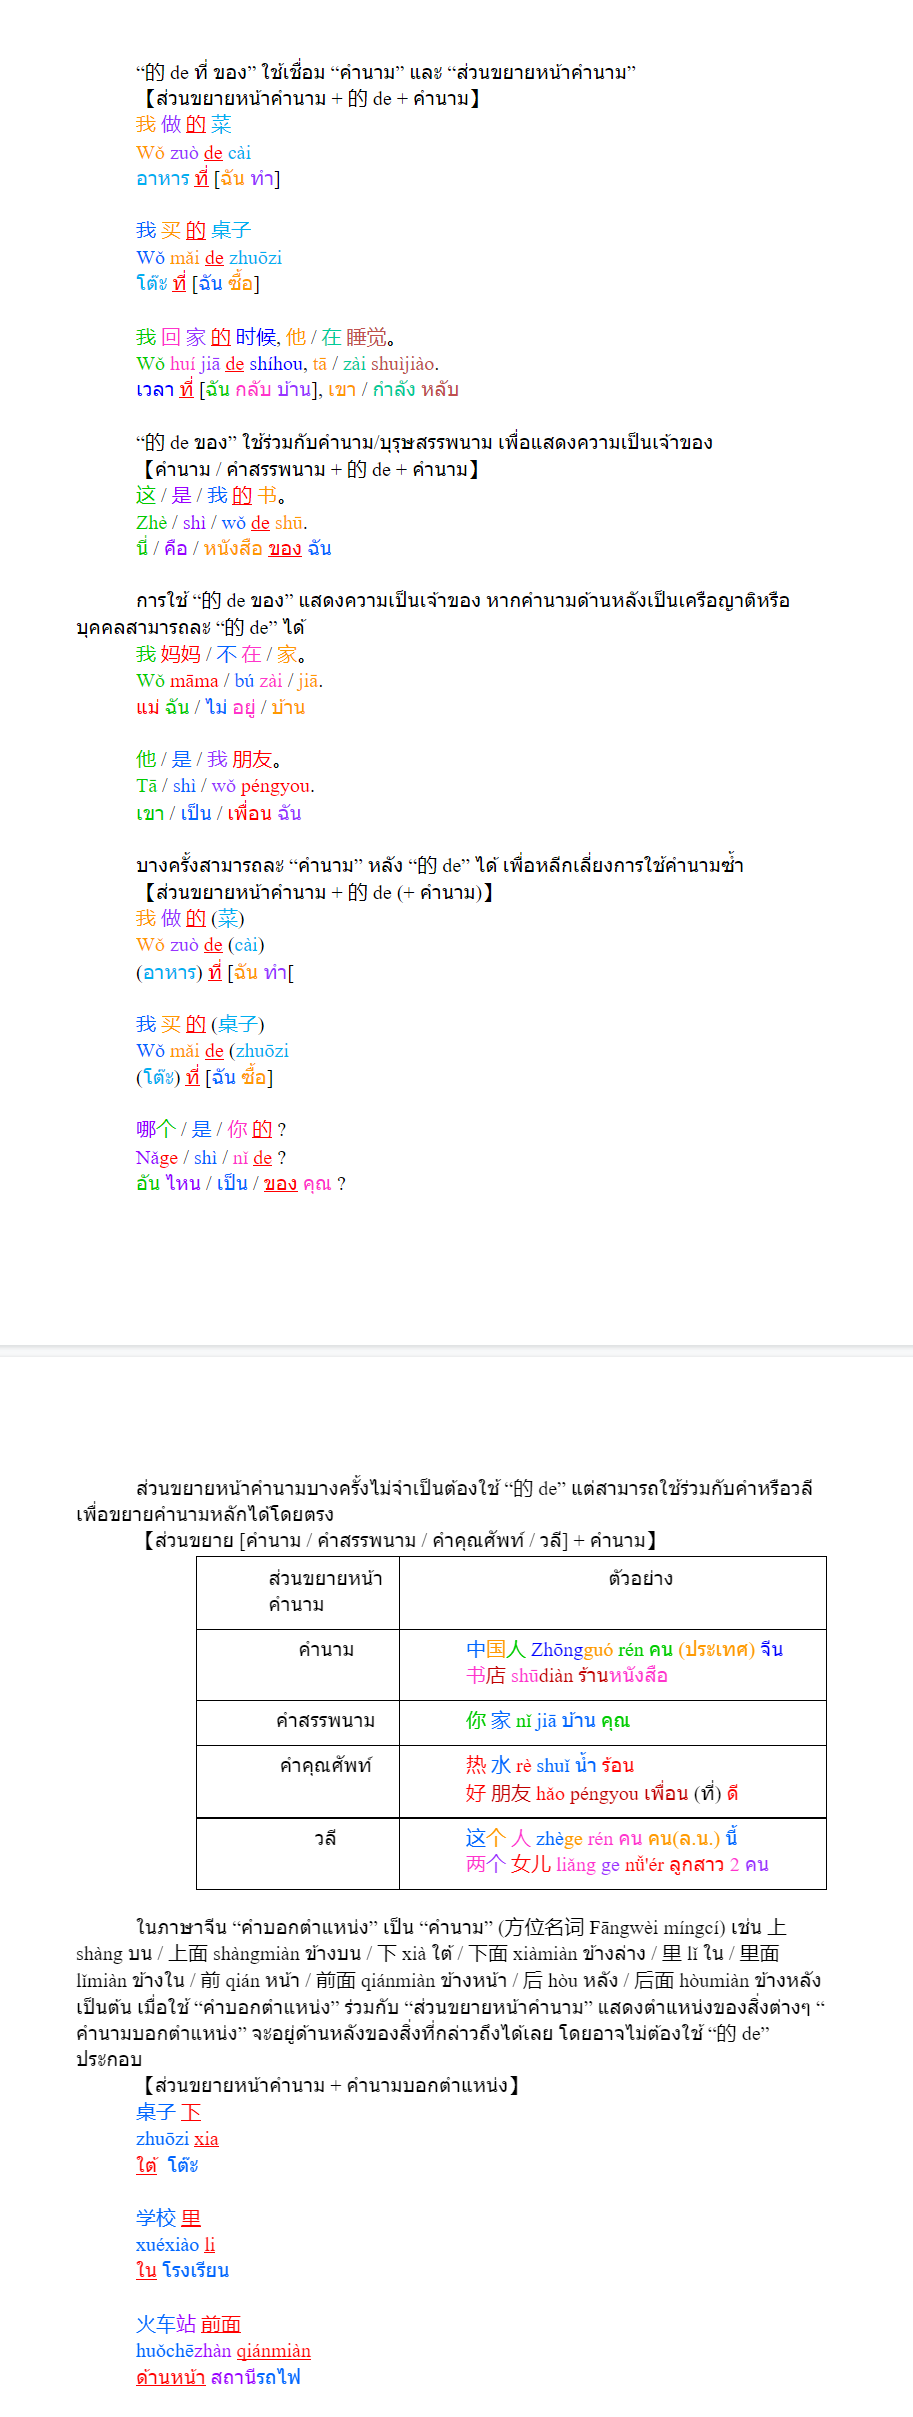 “的 de ที่ ของ” ใช้เชื่อม “คำนาม” และ “ส่วนขยายหน้าคำนาม”
【ส่วนขยายหน้าคำนาม + 的 de + คำนาม】
我 做 的 菜
Wǒ zuò de cài
อาหาร ที่ [ฉัน ทำ]
我 买 的 桌子
Wǒ mǎi de zhuōzi
โต๊ะ ที่ [ฉัน ซื้อ]
我 回 家 的 时候, 他 / 在 睡觉。
Wǒ huí jiā de shíhou, tā / zài shuìjiào.
เวลา ที่ [ฉัน กลับ บ้าน], เขา / กำลัง หลับ
“的 de ของ” ใช้ร่วมกับคำนาม/บุรุษสรรพนาม เพื่อแสดงความเป็นเจ้าของ
【คำนาม / คำสรรพนาม + 的 de + คำนาม】
这 / 是 / 我 的 书。
Zhè / shì / wǒ de shū.
นี่ / คือ / หนังสือ ของ ฉัน
การใช้ “的 de ของ” แสดงความเป็นเจ้าของ หากคำนามด้านหลังเป็นเครือญาติหรือ
บุคคลสามารถละ “的 de” ได้
我 妈妈 / 不 在 / 家。
Wǒ māma / bú zài / jiā.
แม่ ฉัน / ไม่ อยู่ / บ้าน
他 / 是 / 我 朋友。
Tā / shì / wǒ péngyou.
เขา / เป็น / เพื่อน ฉัน
บางครั้งสามารถละ “คำนาม” หลัง “的 de” ได้ เพื่อหลีกเลี่ยงการใช้คำนามซ้ำ
【ส่วนขยายหน้าคำนาม + 的 de (+ คำนาม)】
我 做 的 (菜)
Wǒ zuò de (cài)
(อาหาร) ที่ [ฉัน ทำ[
我 买 的 (桌子)
Wǒ mǎi de (zhuōzi
(โต๊ะ) ที่ [ฉัน ซื้อ]
哪个 / 是 / 你 的 ?
Nǎge / shì / nǐ de ?
อัน ไหน / เป็น / ของ คุณ ?
ส่วนขยายหน้าคำนามบางครั้งไม่จำเป็นต้องใช้ “的 de” แต่สามารถใช้ร่วมกับคำหรือวลี
เพื่อขยายคำนามหลักได้โดยตรง
【ส่วนขยาย [คำนาม / คำสรรพนาม / คำคุณศัพท์ / วลี] + คำนาม】
ส่วนขยายหน้า
คำนาม
ตัวอย่าง
คำนาม
中国人 Zhōngguó rén คน (ประเทศ) จีน
书店 shūdiàn ร้านหนังสือ
คำสรรพนาม
你 家 nǐ jiā บ้าน คุณ
คำคุณศัพท์
热 水 rè shuǐ น้ำ ร้อน
好 朋友 hǎo péngyou เพื่อน (ที่) ดี
วลี
这个 人 zhège rén คน คน(ล.น.) นี้
两个 女儿 liǎng ge nǚ'ér ลูกสาว 2 คน
ในภาษาจีน “คำบอกตำแหน่ง” เป็น “คำนาม” (方位名词 Fāngwèi míngcí) เช่น 上
shàng บน / 上面 shàngmiàn ข้างบน / 下 xià ใต้ / 下面 xiàmiàn ข้างล่าง / 里 lǐ ใน / 里面
lǐmiàn ข้างใน / 前 qián หน้า / 前面 qiánmiàn ข้างหน้า / 后 hòu หลัง / 后面 hòumiàn ข้างหลัง
เป็นต้น เมื่อใช้ “คำบอกตำแหน่ง” ร่วมกับ “ส่วนขยายหน้าคำนาม” แสดงตำแหน่งของสิ่งต่างๆ “
คำนามบอกตำแหน่ง” จะอยู่ด้านหลังของสิ่งที่กล่าวถึงได้เลย โดยอาจไม่ต้องใช้ “的 de”
ประกอบ
【ส่วนขยายหน้าคำนาม + คำนามบอกตำแหน่ง】
桌子 下
zhuōzi xia
ใต้ โต๊ะ
学校 里
xuéxiào li
ใน โรงเรียน
火车站 前面
huǒchēzhàn qiánmiàn
ด้านหน้า สถานีรถไฟ